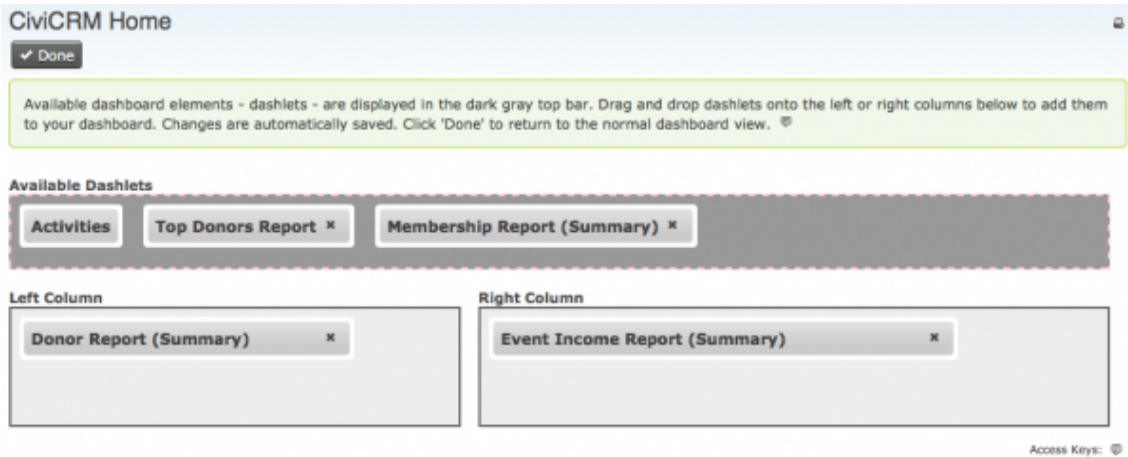 CiviCRM Home
✔ Done
Available dashboard elements - dashlets - are displayed in the dark gray top bar. Drag and drop dashlets onto the left or right columns below to add them
to your dashboard. Changes are automatically saved. Click 'Done' to return to the normal dashboard view.
Available Dashlets
Activities Top Donors Report × Membership Report (Summary) ×
Left Column Right Column
Donor Report (Summary) × Event Income Report (Summary) ×
Access Keys: